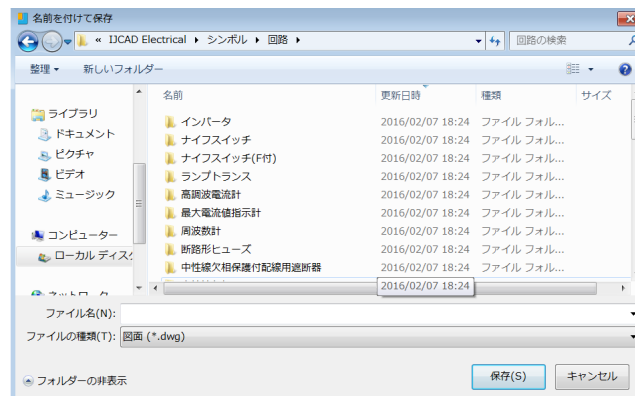 名前を付けて保存
« IJCAD Electrical ▸ シンボル ▸ 回路 ▸ 回路の検索
整理 新しいフォルダー
名前 更新日時 種類 サイズ
ライブラリ
ドキュメント
ピクチャ
ビデオ
ミュージック
コンピューター
ローカル ディスク
インバータ 2016/02/07 18:24 ファイル フォル...
ナイフスイッチ 2016/02/07 18:24 ファイル フォル...
ナイフスイッチ(F付) 2016/02/07 18:24 ファイル フォル...
ランプトランス 2016/02/07 18:24 ファイル フォル...
高調波電流計 2016/02/07 18:24 ファイル フォル...
最大電流値指示計 2016/02/07 18:24 ファイル フォル...
周波数計 2016/02/07 18:24 ファイル フォル...
断路形ヒューズ 2016/02/07 18:24 ファイル フォル...
中性線欠相保護付配線用遮断器 2016/02/07 18:24 ファイル フォル...
2016/02/07 18:24
ファイル名(N):
ファイルの種類(T): 図面 (*.dwg)
フォルダーの非表示 保存(S) キャンセル